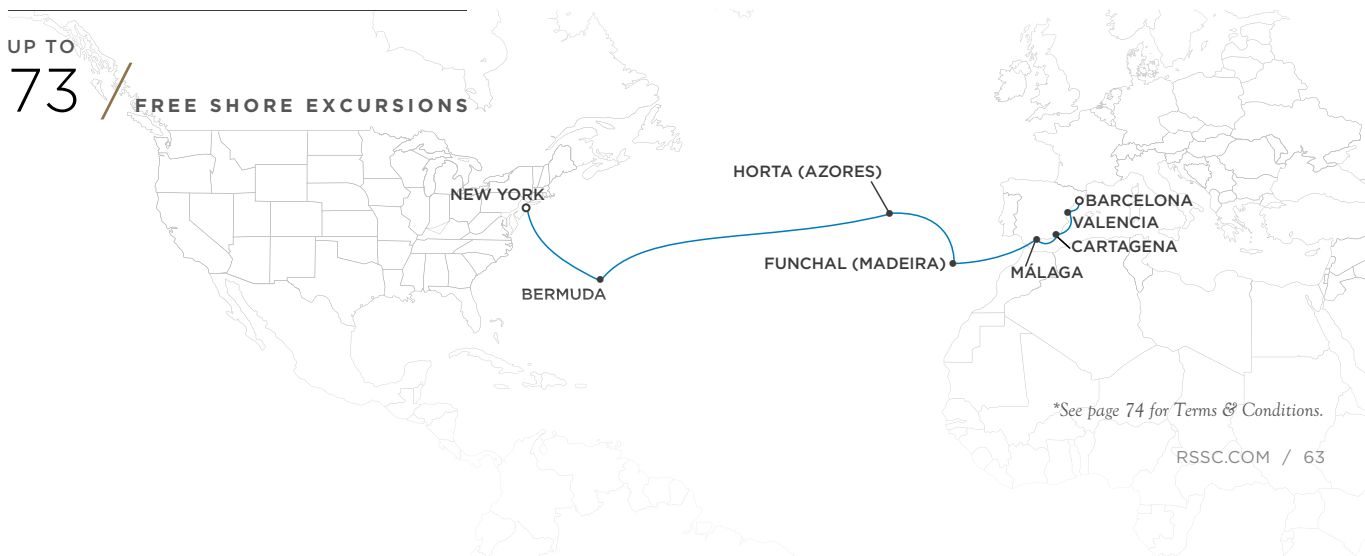 UP TO
73 / FREE SHORE EXCURSIONS
HORTA (AZORES)
NEW YORK
BARCELONA
VALENCIA
CARTAGENA
FUNCHAL (MADEIRA)
MÁLAGA
BERMUDA
*See page 74 for Terms & Conditions.
RSSC.COM / 63